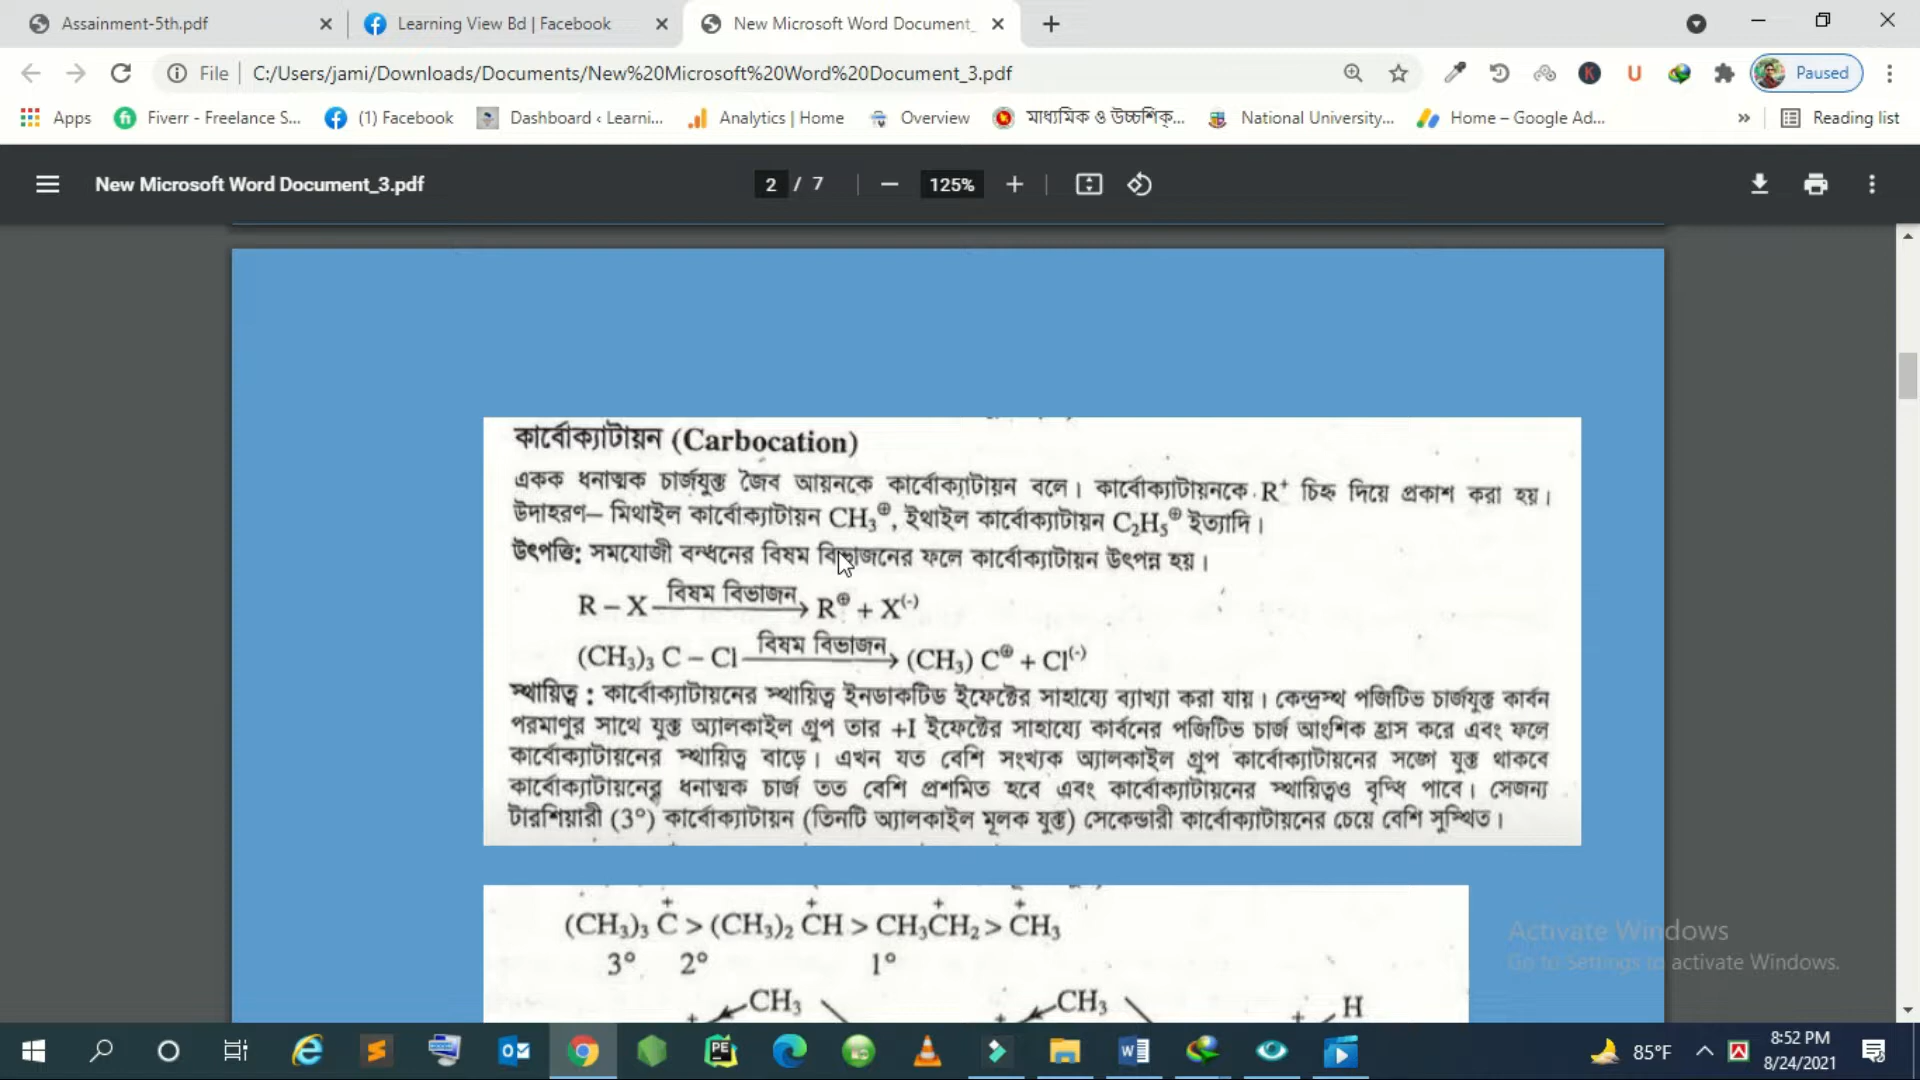 Assainment-5th.pdf
Learning View Bd | Facebook
New Microsoft Word Document_
File
C:/Users/jami/Downloads/Documents/New%20Microsoft%20Word%20Document_3.pdf
K
U
Paused
Apps
Fiverr - Freelance S...
(1) Facebook
Dashboard ‹ Learni...
Analytics | Home
Overview
মাধ্যমিক ও উচ্চশিক্...
National University,...
Home – Google Ad...
»
Reading list
New Microsoft Word Document_3.pdf
2 / 7
125%
কার্বোক্যাটায়ন (Carbocation)
একক ধনাত্মক চার্জযুক্ত জৈব আয়নকে কার্বোক্যাটায়ন বলে। কার্বোক্যাটায়নকে R⁺ চিহ্ন দিয়ে প্রকাশ করা হয়।
উদাহরণ– মিথাইল কার্বোক্যাটায়ন CH₃⊕, ইথাইল কার্বোক্যাটায়ন C₂H₅⊕ ইত্যাদি।
উৎপত্তি: সমযোজী বন্ধনের বিষম বিভাজনের ফলে কার্বোক্যাটায়ন উৎপন্ন হয়।
R – X বিষম বিভাজন→ R⊕ + X⁽⁻⁾
(CH₃)₃ C – Cl বিষম বিভাজন→ (CH₃) C⊕ + Cl⁽⁻⁾
স্থায়িত্ব : কার্বোক্যাটায়নের স্থায়িত্ব ইনডাকটিভ ইফেক্টের সাহায্যে ব্যাখ্যা করা যায়। কেন্দ্রস্থ পজিটিভ চার্জযুক্ত কার্বন
পরমাণুর সাথে যুক্ত অ্যালকাইল গ্রুপ তার +I ইফেক্টের সাহায্যে কার্বনের পজিটিভ চার্জ আংশিক হ্রাস করে এবং ফলে
কার্বোক্যাটায়নের স্থায়িত্ব বাড়ে। এখন যত বেশি সংখ্যক অ্যালকাইল গ্রুপ কার্বোক্যাটায়নের সঙ্গে যুক্ত থাকবে
কার্বোক্যাটায়নের ধনাত্মক চার্জ তত বেশি প্রশমিত হবে এবং কার্বোক্যাটায়নের স্থায়িত্বও বৃদ্ধি পাবে। সেজন্য
টারশিয়ারী (3°) কার্বোক্যাটায়ন (তিনটি অ্যালকাইল মূলক যুক্ত) সেকেন্ডারী কার্বোক্যাটায়নের চেয়ে বেশি সুস্থিত।
+ + + +
(CH₃)₃ C > (CH₃)₂ CH > CH₃CH₂ > CH₃
3° 2° 1°
CH₃ CH₃ H
+ + +
Activate Windows
Go to Settings to activate Windows.
85°F
8:52 PM
8/24/2021